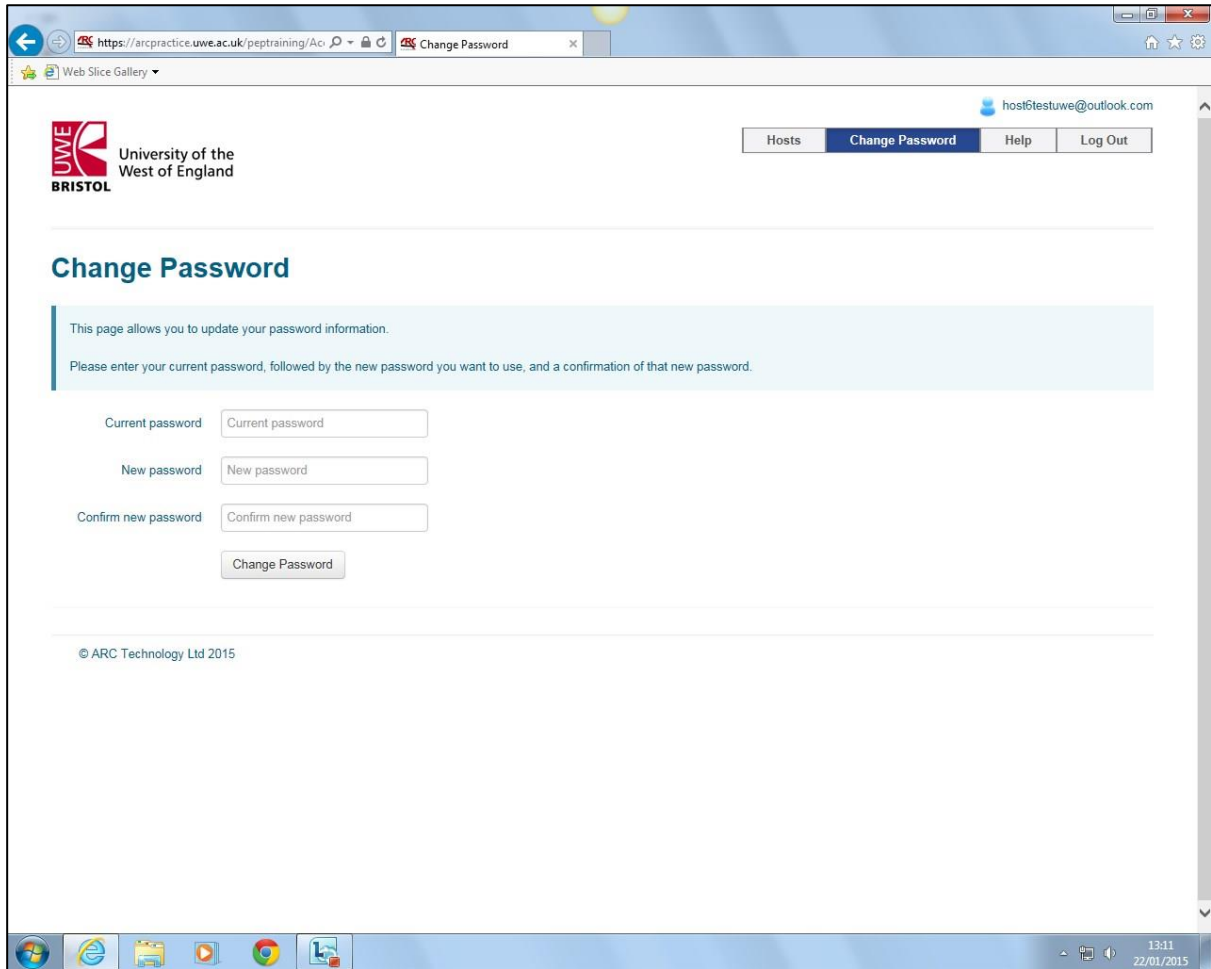 https://arcpractice.uwe.ac.uk/peptraining/Ac
Change Password
Web Slice Gallery
host6testuwe@outlook.com
UWE
BRISTOL
University of the
West of England
Hosts
Change Password
Help
Log Out
Change Password
This page allows you to update your password information.
Please enter your current password, followed by the new password you want to use, and a confirmation of that new password.
Current password
Current password
New password
New password
Confirm new password
Confirm new password
Change Password
© ARC Technology Ltd 2015
13:11
22/01/2015